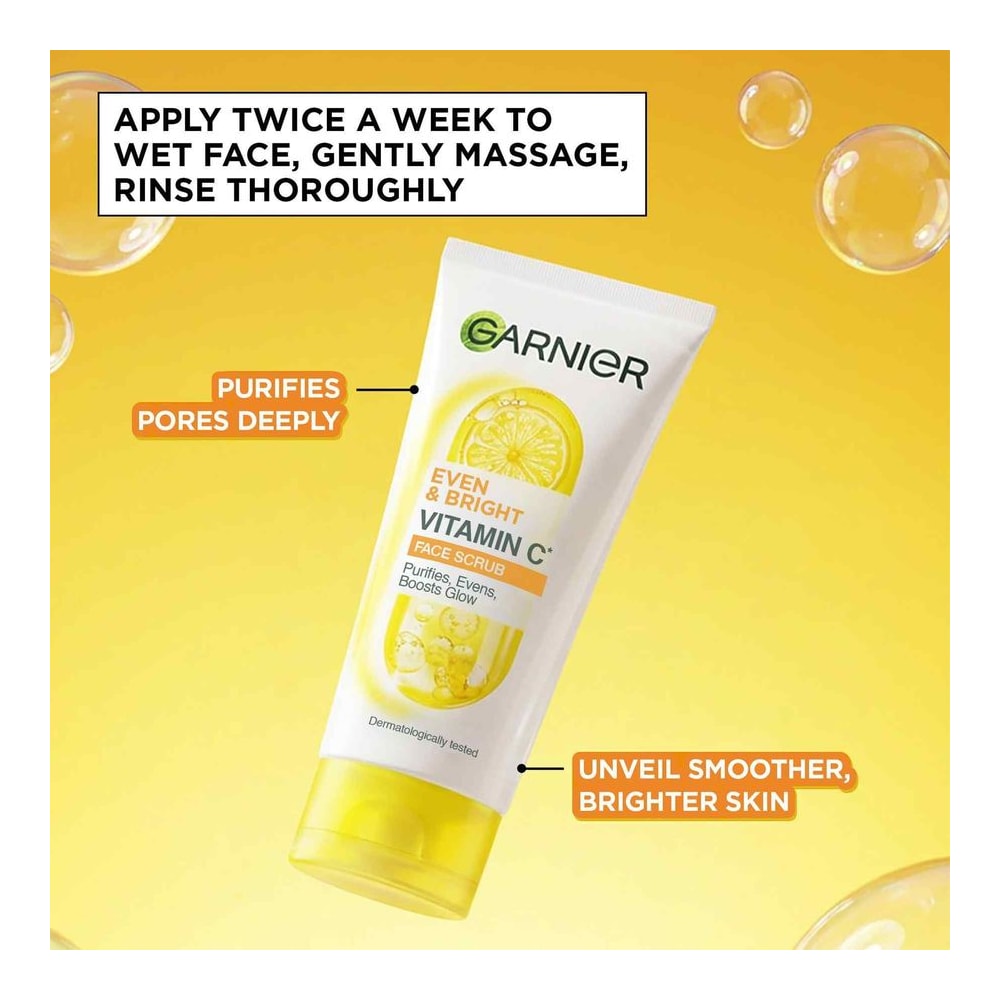 APPLY TWICE A WEEK TO
WET FACE, GENTLY MASSAGE,
RINSE THOROUGHLY
GARNIER
PURIFIES
PORES DEEPLY
EVEN
& BRIGHT
VITAMIN C*
FACE SCRUB
Purifies, Evens,
Boosts Glow
Dermatologically tested
UNVEIL SMOOTHER,
BRIGHTER SKIN